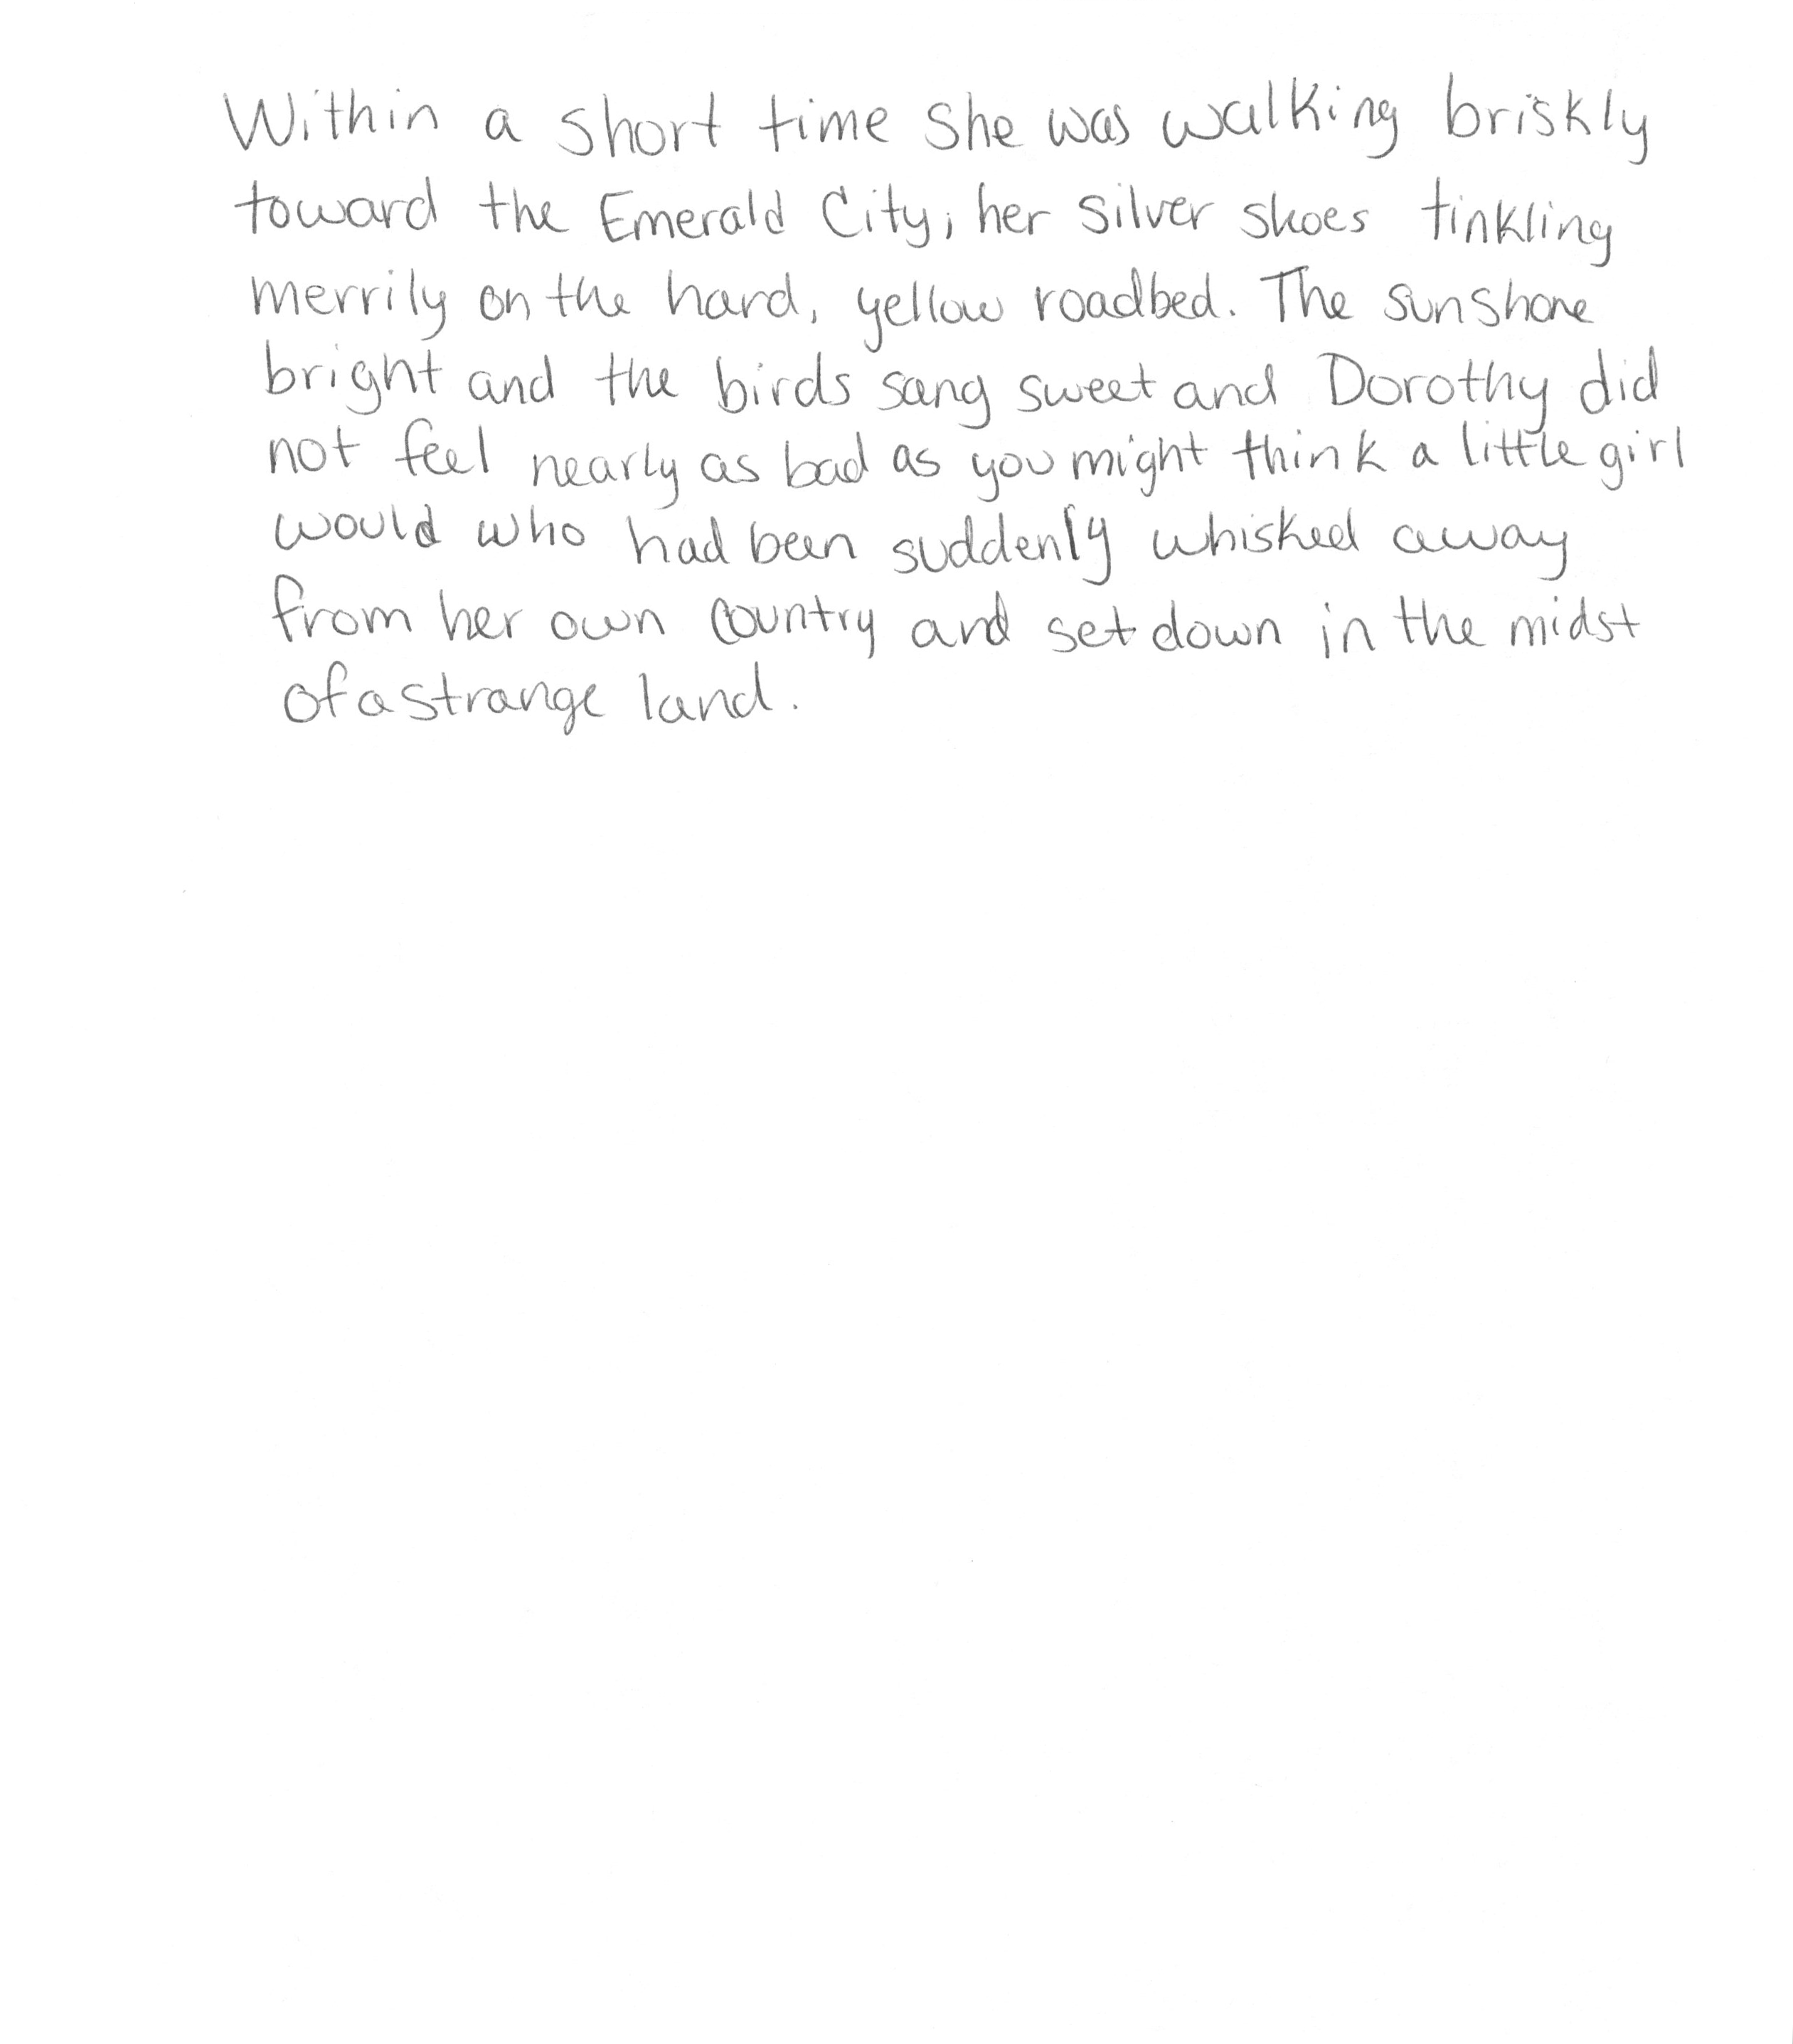 Within a short time she was walking briskly
toward the Emerald City, her silver shoes tinkling
merrily on the hard, yellow roadbed. The sun shone
bright and the birds sang sweet and Dorothy did
not feel nearly as bad as you might think a little girl
would who had been suddenly whisked away
from her own country and set down in the midst
of a strange land.